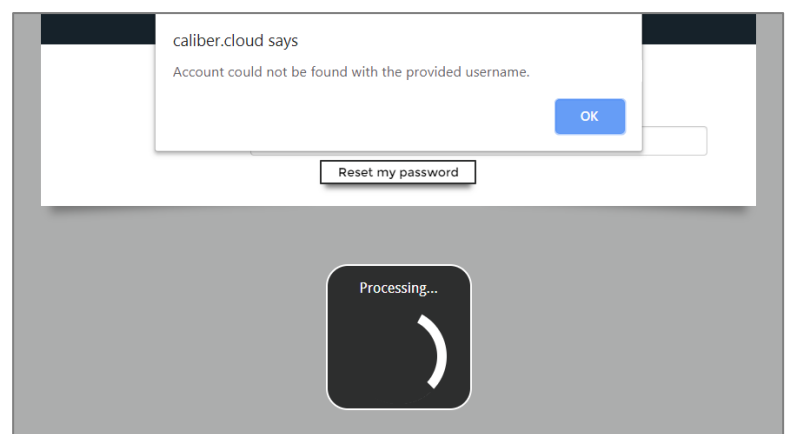 caliber.cloud says
Account could not be found with the provided username.
OK
Reset my password
Processing...